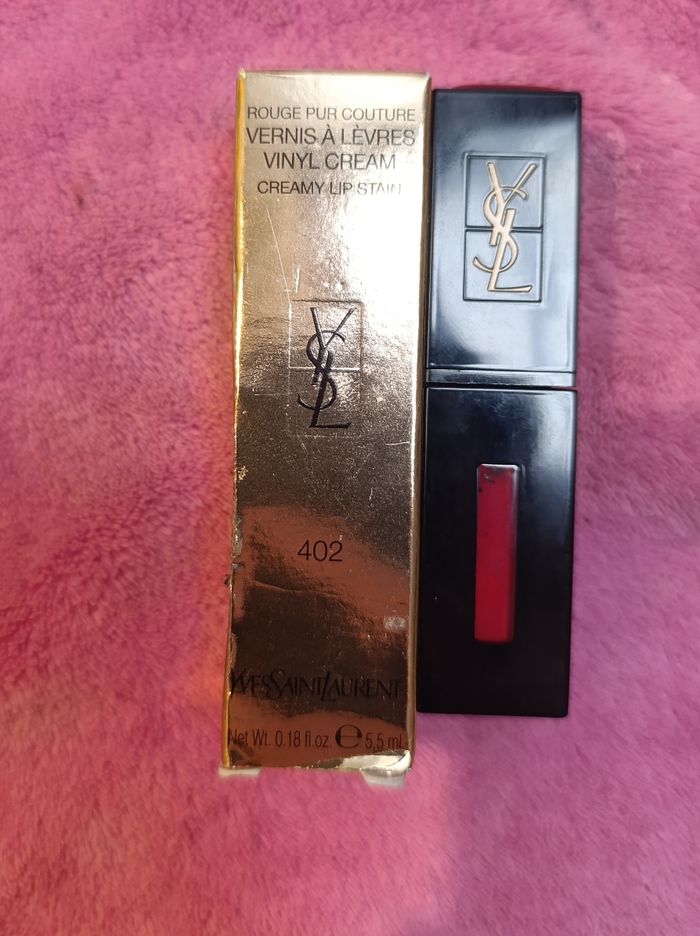 ROUGE PUR COUTURE
VERNIS À LÈVRES
VINYL CREAM
CREAMY LIP STAIN
YSL
402
YVESSAINTLAURENT
Net Wt. 0.18 fl.oz. ℮ 5,5 ml
YSL